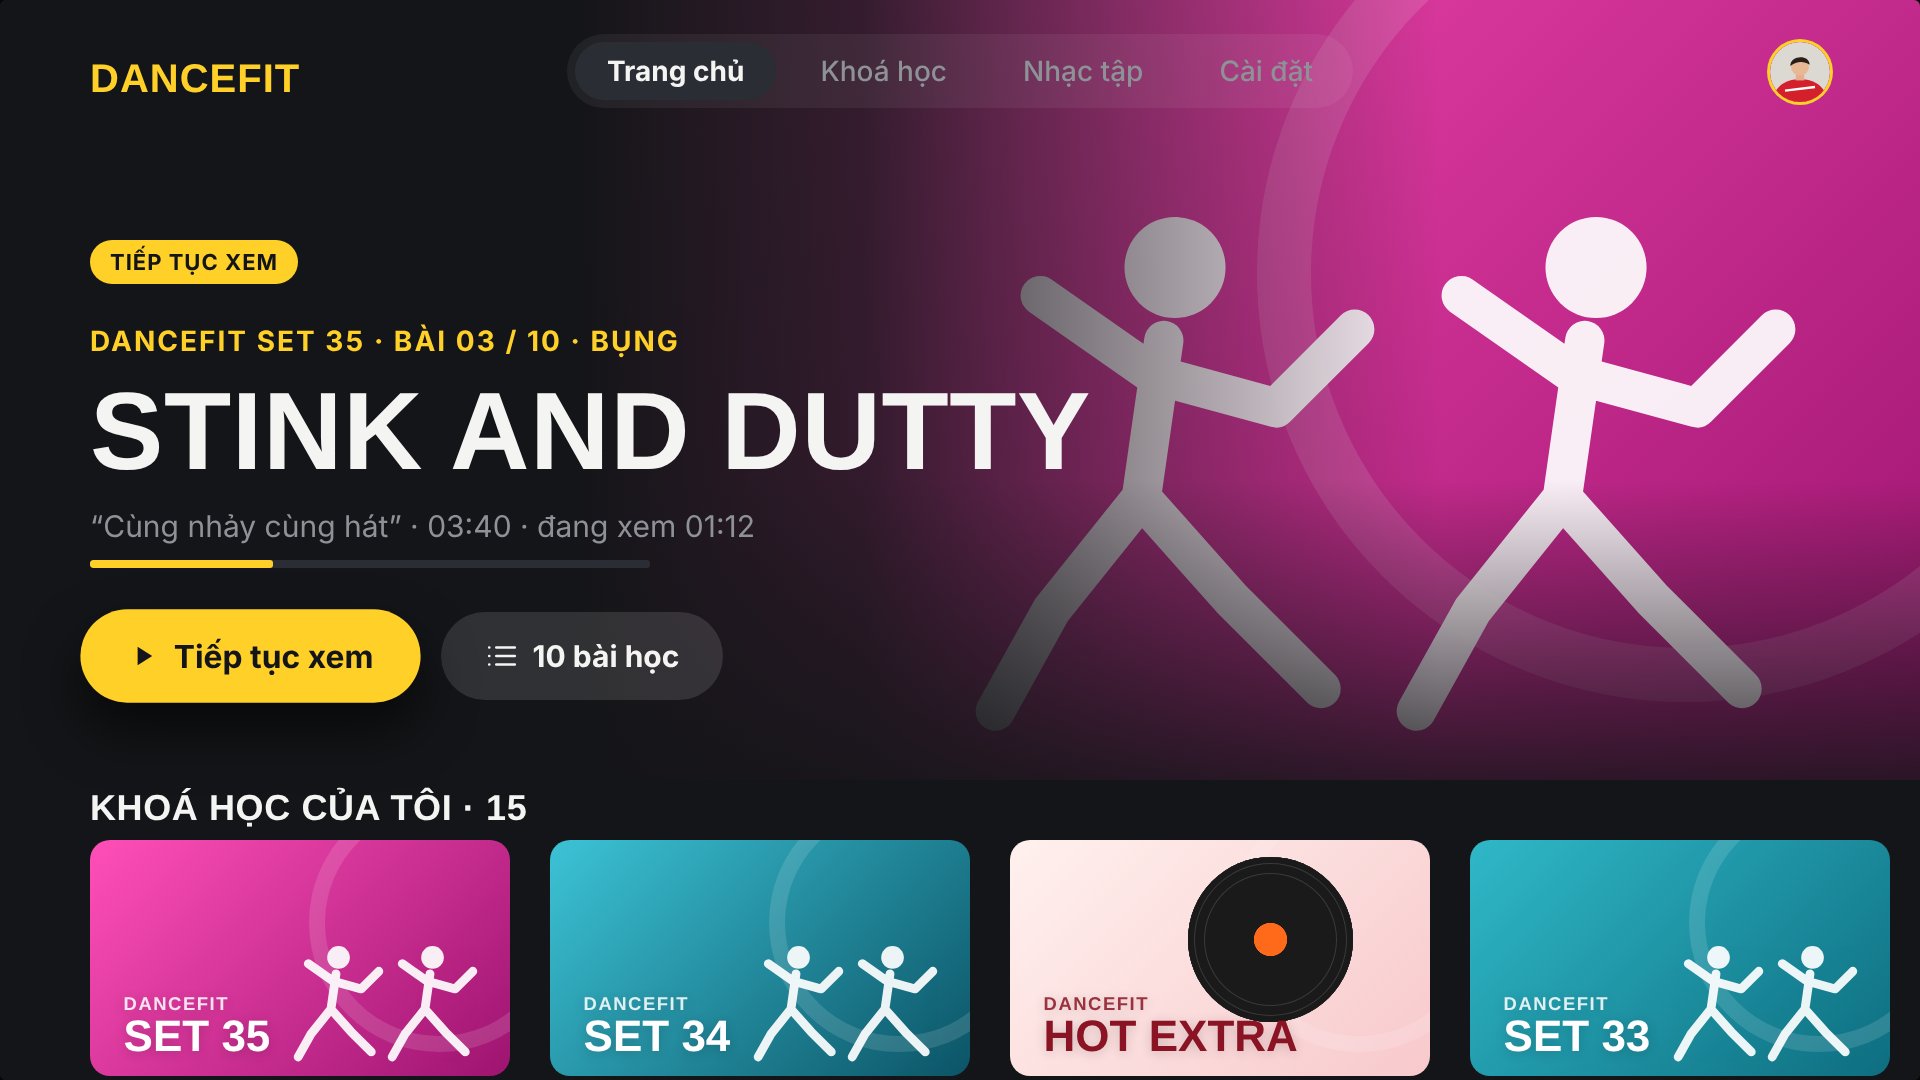 DANCEFIT
Trang chủ
Khoá học
Nhạc tập
Cài đặt
TIẾP TỤC XEM
DANCEFIT SET 35 · BÀI 03 / 10 · BỤNG
STINK AND DUTTY
“Cùng nhảy cùng hát” · 03:40 · đang xem 01:12
Tiếp tục xem
10 bài học
KHOÁ HỌC CỦA TÔI · 15
DANCEFIT
SET 35
DANCEFIT
SET 34
DANCEFIT
HOT EXTRA
DANCEFIT
SET 33